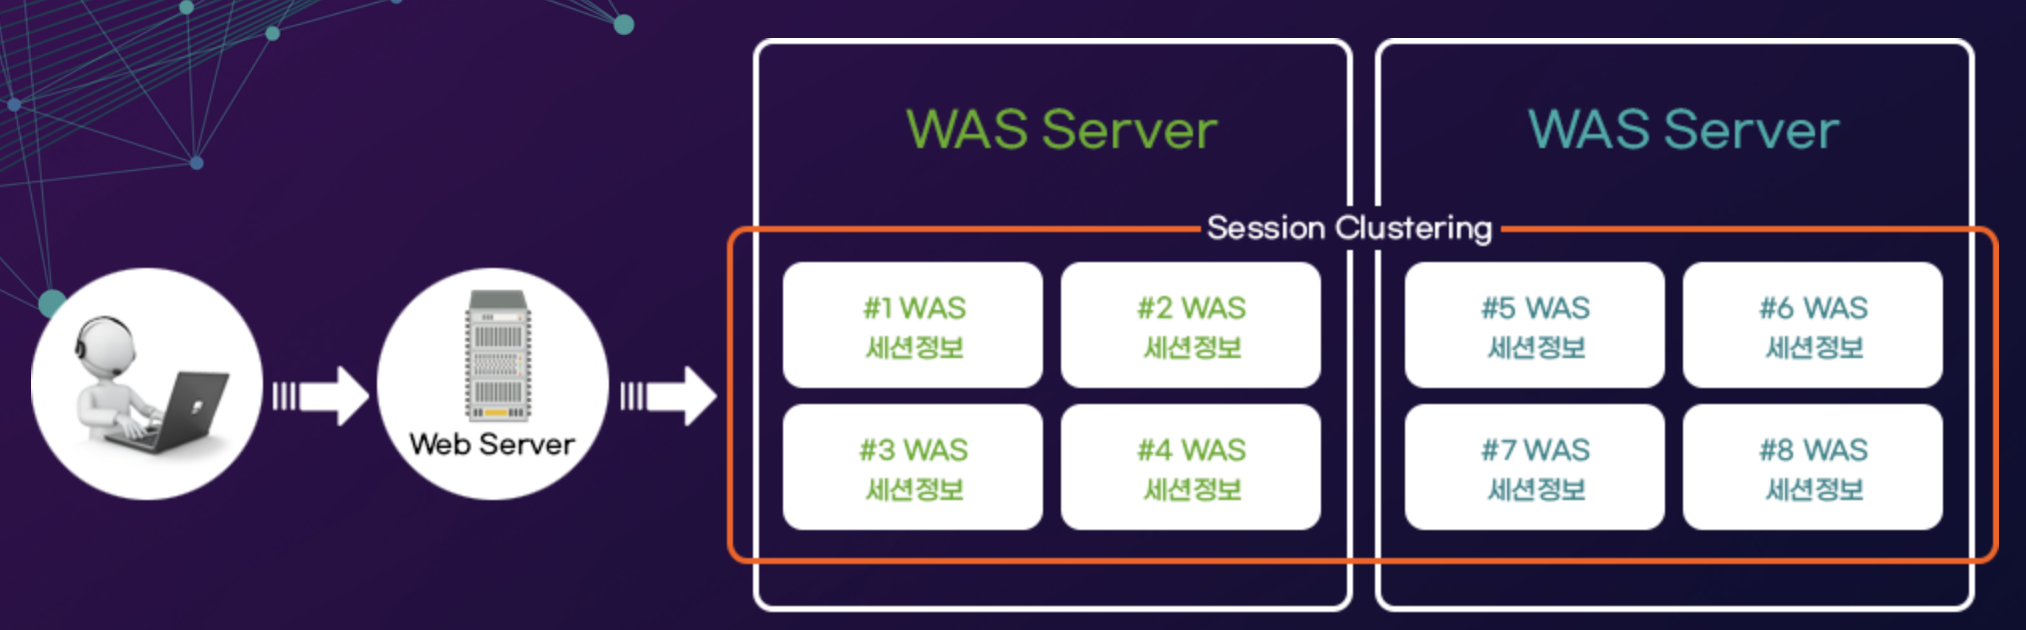 WAS Server
WAS Server
Session Clustering
#1 WAS
세션정보
#2 WAS
세션정보
#5 WAS
세션정보
#6 WAS
세션정보
#3 WAS
세션정보
#4 WAS
세션정보
#7 WAS
세션정보
#8 WAS
세션정보
Web Server